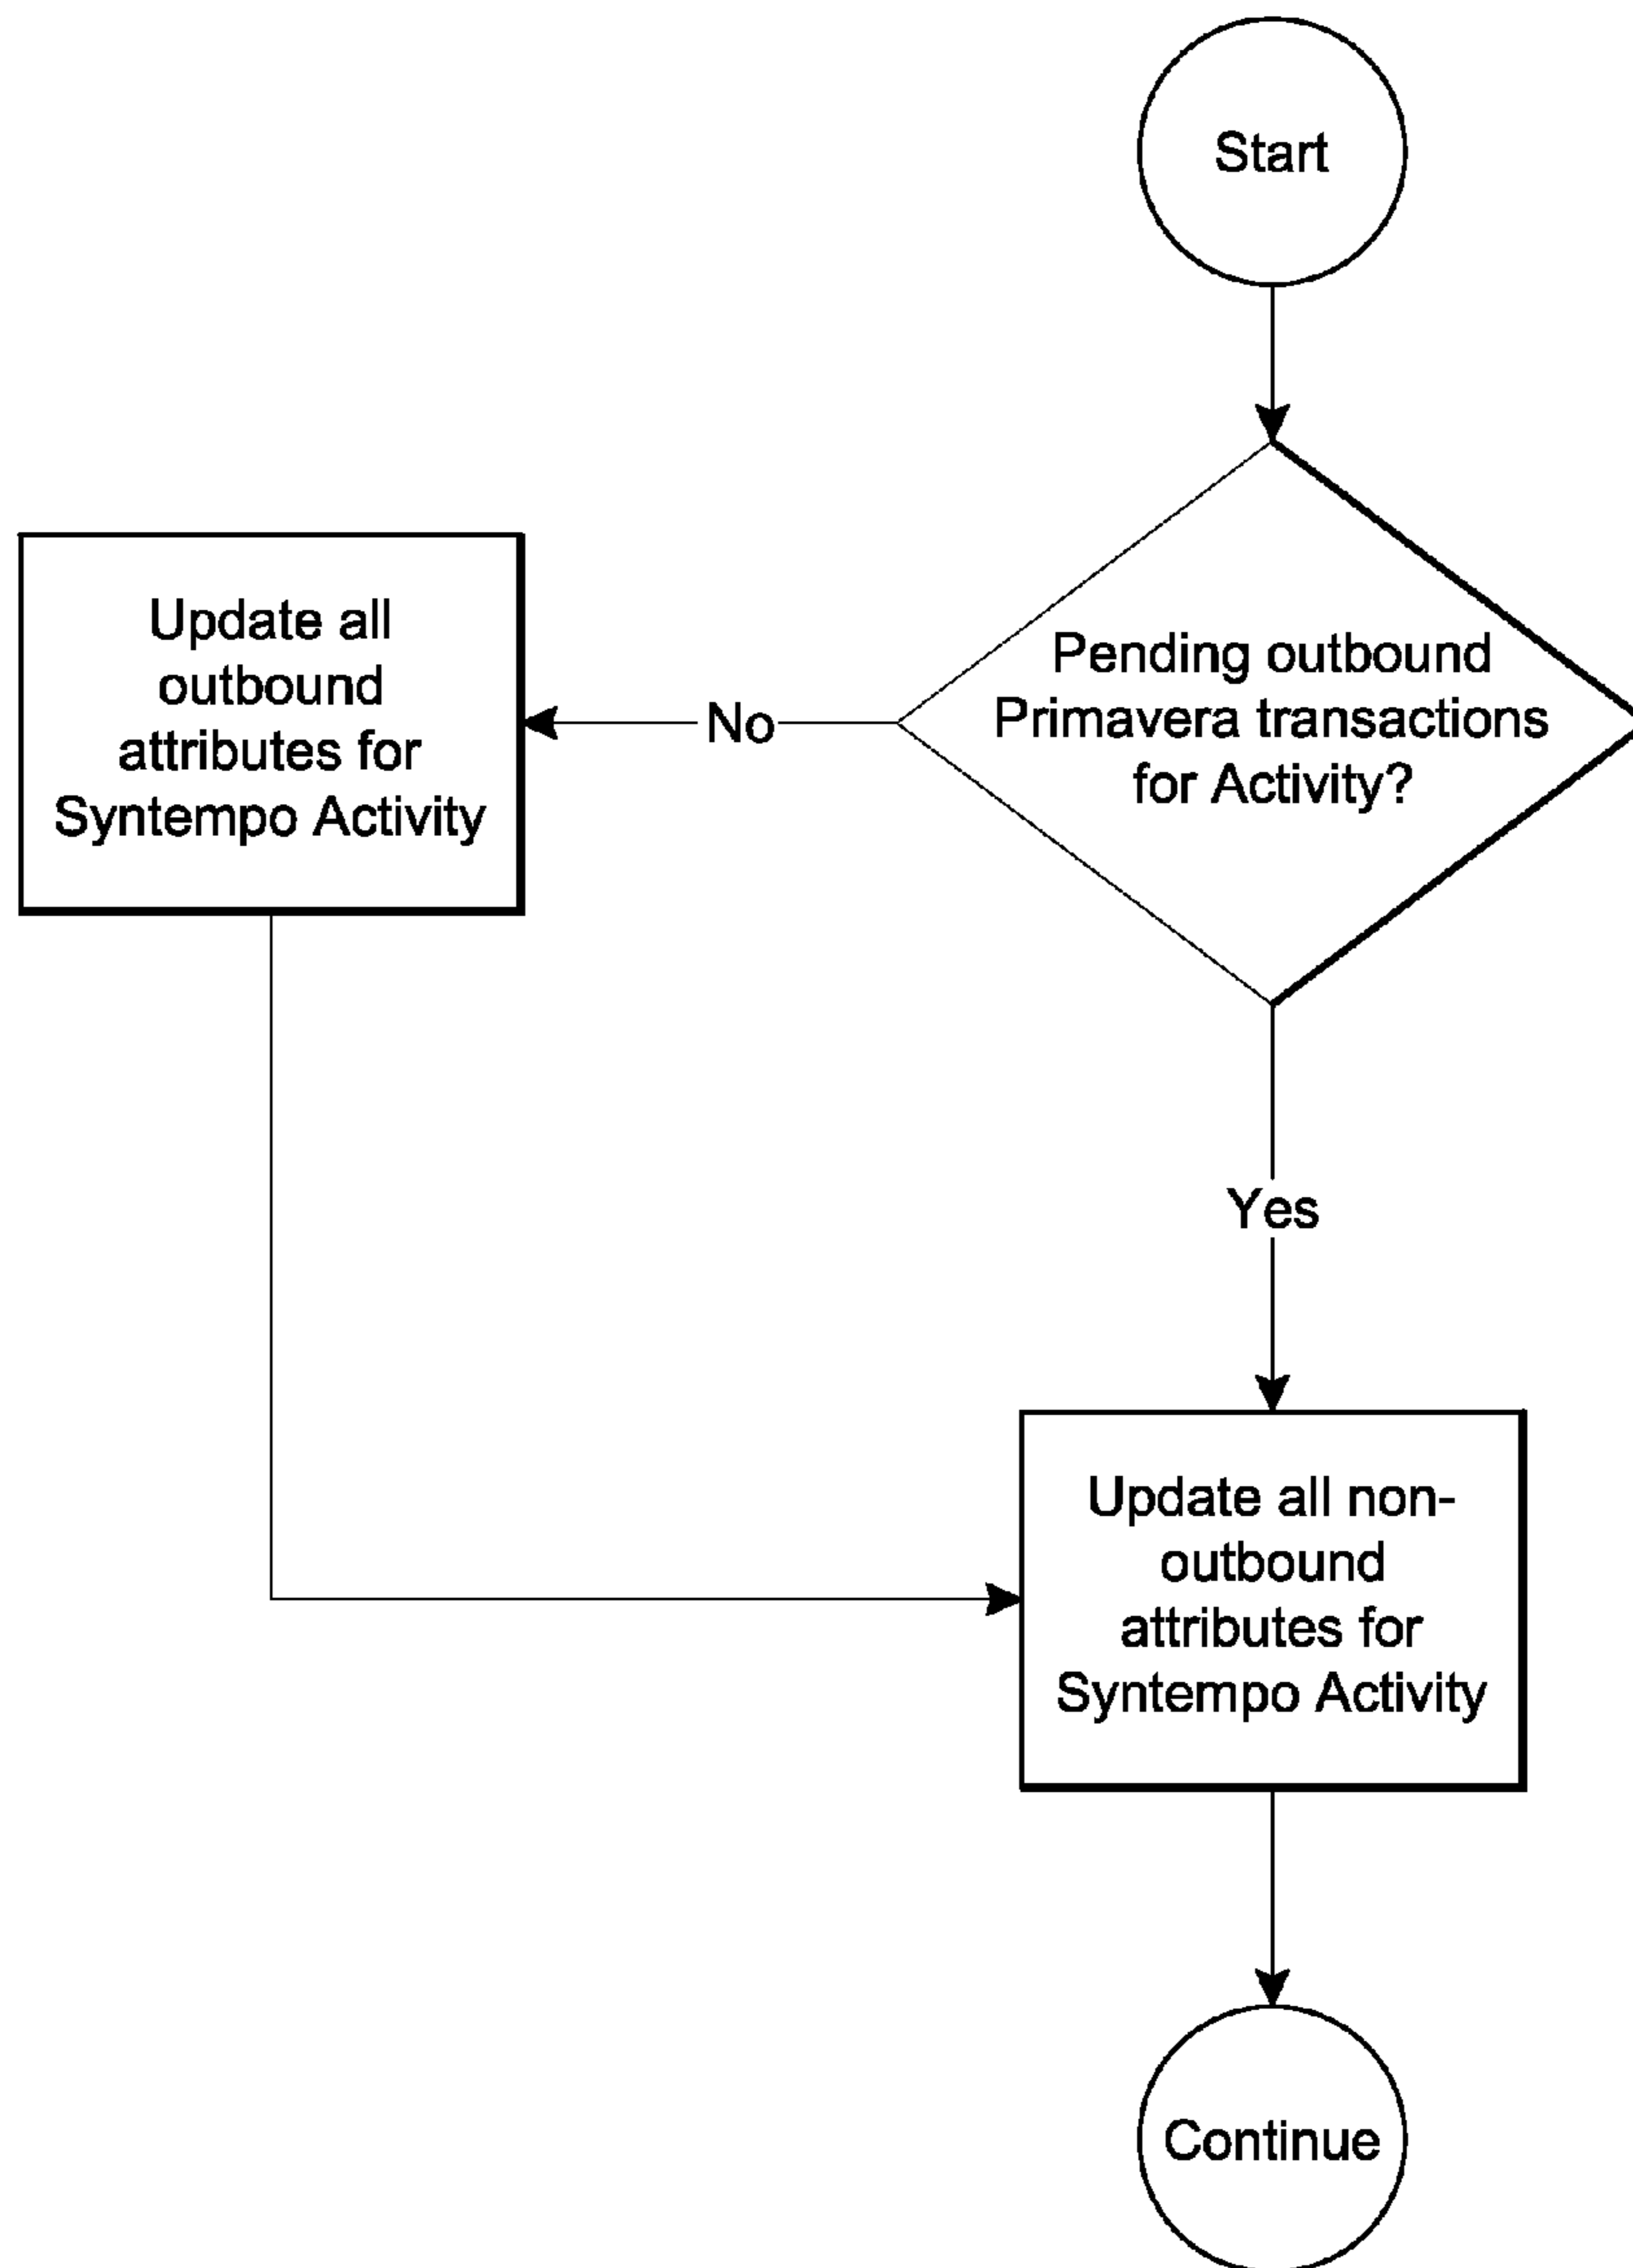 Start
Pending outbound
Primavera transactions
for Activity?
No
Update all
outbound
attributes for
Syntempo Activity
Yes
Update all non-
outbound
attributes for
Syntempo Activity
Continue